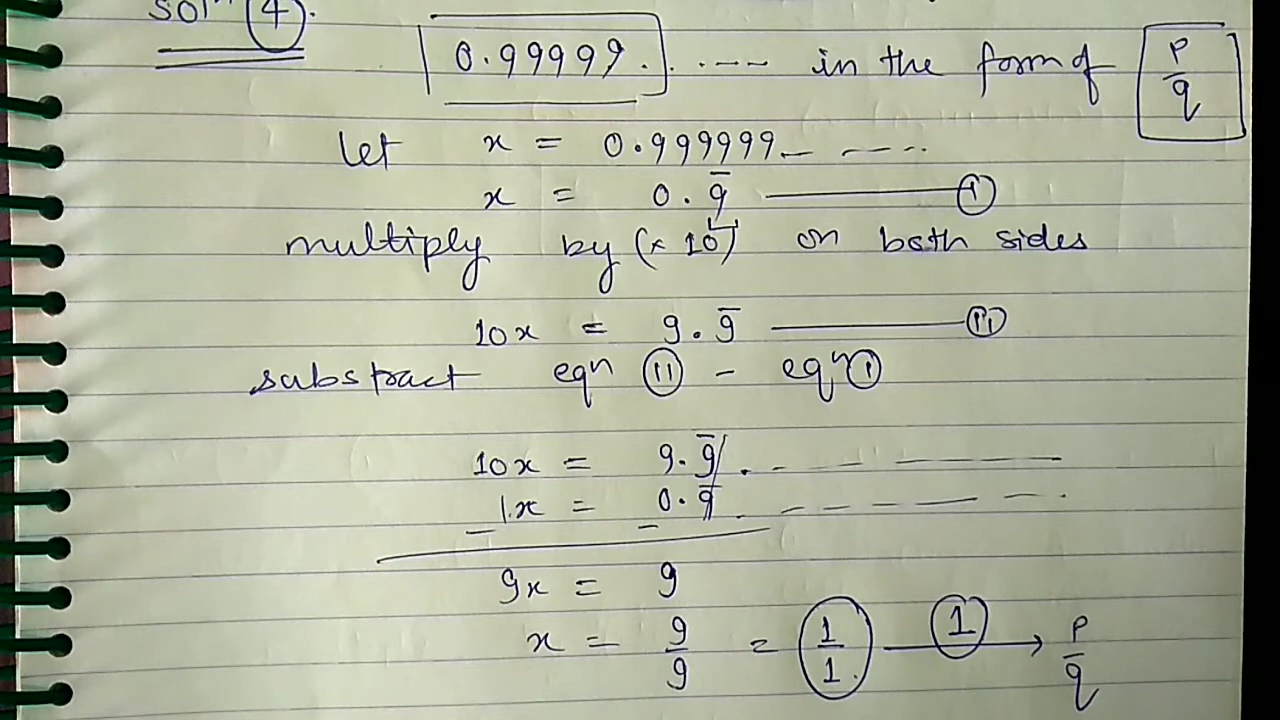 Solⁿ (4).
0.99999..---- in the form of p/q
let x = 0.999999-----..
x = 0.9̅ ——— (I)
multiply by (×10) on both sides
10x = 9.9̅ ——— (II)
substract eqn (II) - eqn (I)
10x = 9.9̅ . - - - ——
1x = 0.9̅ . - - - — - - .
- -
9x = 9
x = 9/9 = (1/1) — (1) → p/q